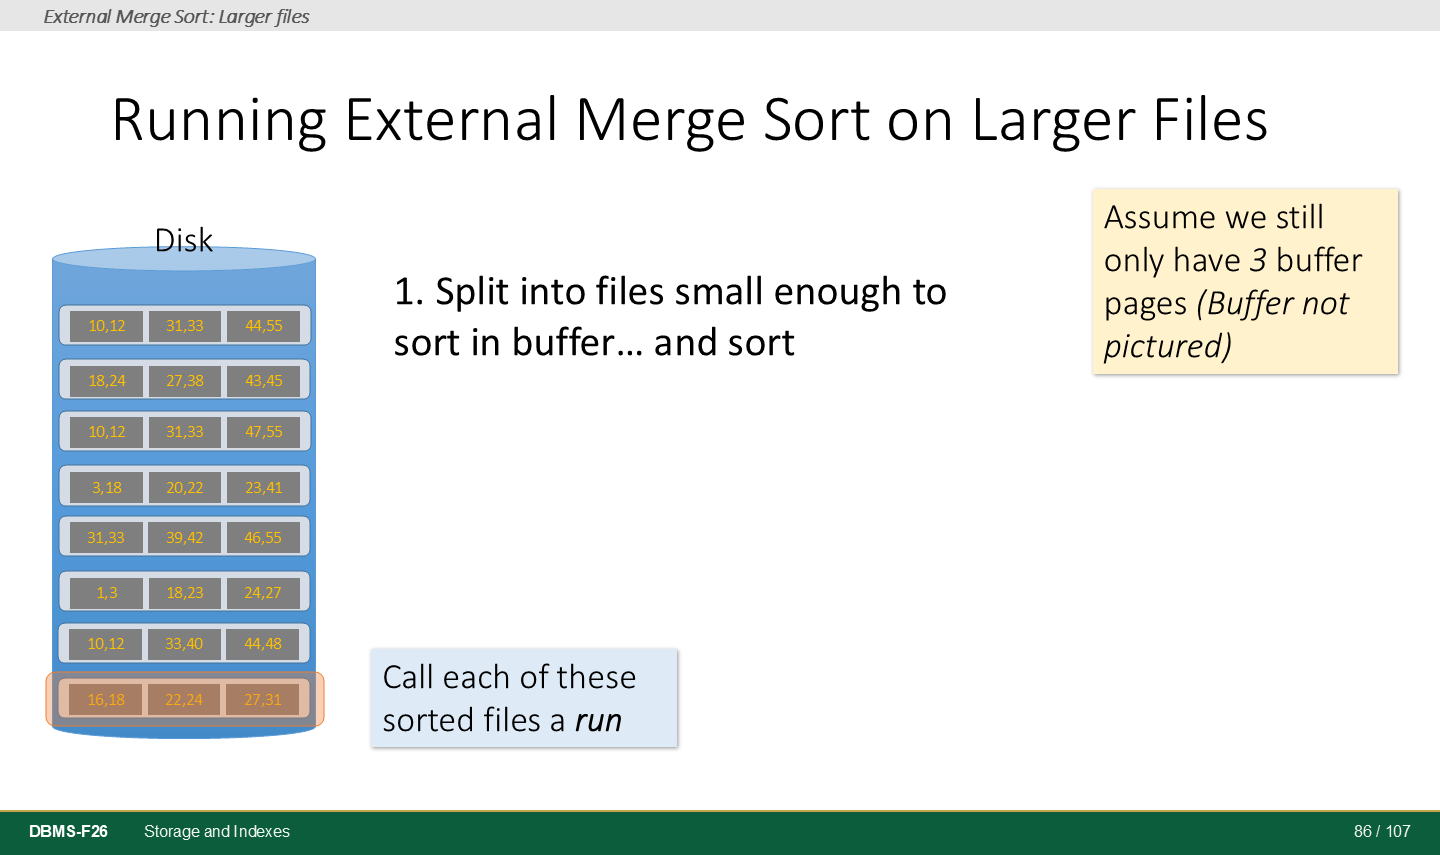 External Merge Sort: Larger files
Running External Merge Sort on Larger Files
Disk
10,12 31,33 44,55
18,24 27,38 43,45
10,12 31,33 47,55
3,18 20,22 23,41
31,33 39,42 46,55
1,3 18,23 24,27
10,12 33,40 44,48
16,18 22,24 27,31
1. Split into files small enough to
sort in buffer… and sort
Call each of these
sorted files a run
Assume we still
only have 3 buffer
pages (Buffer not
pictured)
DBMS-F26 Storage and Indexes 86 / 107